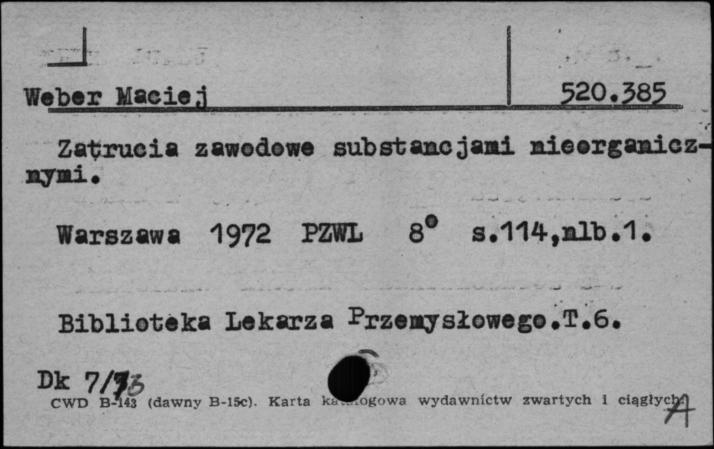 Weber Maciej 520.385
Zatrucia zawodowe substancjami nieorganicz-
nymi.
Warszawa 1972 PZWL 8° s.114,nlb.1.
Biblioteka Lekarza Przemysłowego.T.6.
Dk 7/73
CWD B-143 (dawny B-15c). Karta katalogowa wydawnictw zwartych i ciągłych.
A